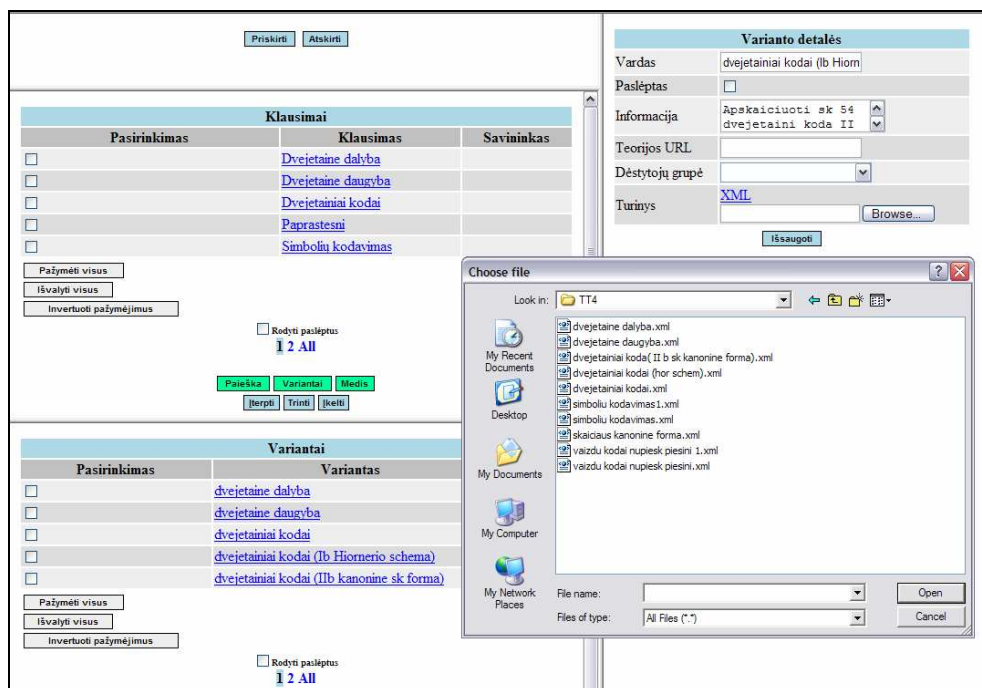 Priskirti Atskirti
Klausimai
Pasirinkimas Klausimas Savininkas
Dvejetaine dalyba
Dvejetaine daugyba
Dvejetainiai kodai
Paprastesni
Simbolių kodavimas
Pažymėti visus
Išvalyti visus
Invertuoti pažymėjimus
Rodyti paslėptus
1 2 All
Paieška Variantai Medis
Įterpti Trinti Įkelti
Variantai
Pasirinkimas Variantas
dvejetaine dalyba
dvejetaine daugyba
dvejetainiai kodai
dvejetainiai kodai (Ib Hiornerio schema)
dvejetainiai kodai (IIb kanonine sk forma)
Pažymėti visus
Išvalyti visus
Invertuoti pažymėjimus
Rodyti paslėptus
1 2 All
Varianto detalės
Vardas dvejetainiai kodai (Ib Hiorn
Paslėptas
Informacija Apskaiciuoti sk 54
dvejetaini koda II
Teorijos URL
Dėstytojų grupė
Turinys XML
Browse...
Išsaugoti
Choose file
Look in: TT4
My Recent
Documents
Desktop
My Documents
My Computer
My Network
Places
dvejetaine dalyba.xml
dvejetaine daugyba.xml
dvejetainiai koda( II b sk kanonine forma).xml
dvejetainiai kodai (hor schem).xml
dvejetainiai kodai.xml
simboliu kodavimas1.xml
simboliu kodavimas.xml
skaiciaus kanonine forma.xml
vaizdu kodai nupiesk piesini 1.xml
vaizdu kodai nupiesk piesini.xml
File name: Open
Files of type: All Files (*.*) Cancel